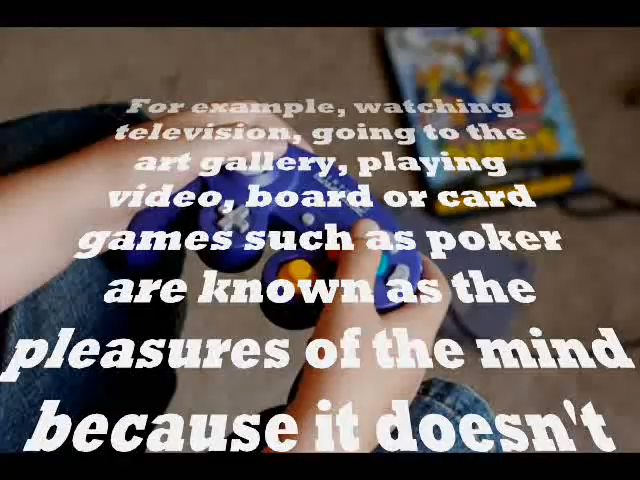 For example, watching
television, going to the
art gallery, playing
video, board or card
games such as poker
are known as the
pleasures of the mind
because it doesn't